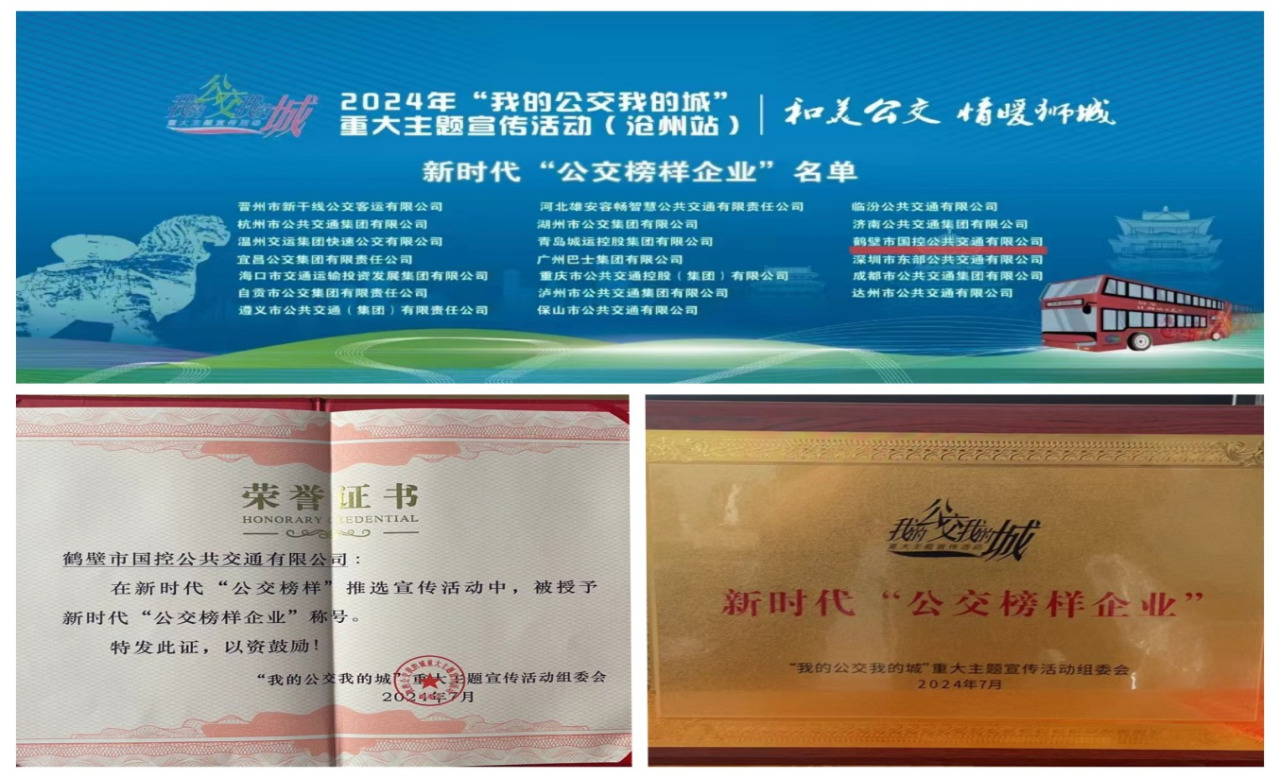 我的公交我的城
重大主题宣传活动
2024年“我的公交我的城”
重大主题宣传活动（沧州站）
和美公交 情暖狮城
新时代“公交榜样企业”名单
晋州市新干线公交客运有限公司
杭州市公共交通集团有限公司
温州交运集团快速公交有限公司
宜昌公交集团有限责任公司
海口市交通运输投资发展集团有限公司
自贡市公交集团有限责任公司
遵义市公共交通（集团）有限责任公司
河北雄安容畅智慧公共交通有限责任公司
湖州市公交集团有限公司
青岛城运控股集团有限公司
广州巴士集团有限公司
重庆市公共交通控股（集团）有限公司
泸州市公共交通集团有限公司
保山市公共交通有限公司
临汾公共交通有限公司
济南公共交通集团有限公司
鹤壁市国控公共交通有限公司
深圳市东部公共交通有限公司
成都市公共交通集团有限公司
达州市公共交通有限公司
荣誉证书
HONORARY CREDENTIAL
鹤壁市国控公共交通有限公司：
在新时代“公交榜样”推选宣传活动中，被授予
新时代“公交榜样企业”称号。
特发此证，以资鼓励！
“我的公交我的城”重大主题宣传活动组委会
2024年7月
我的公交我的城
重大主题宣传活动
新时代“公交榜样企业”
“我的公交我的城”重大主题宣传活动组委会
2024年7月